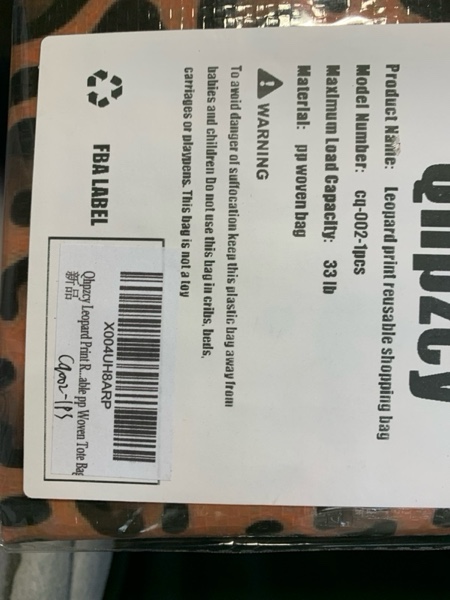 Qhpzcy
Product Name: Leopard print reusable shopping bag
Model Number: cq-002-1pcs
Maximum Load Capacity: 33 lb
Material: pp woven bag
WARNING
To avoid danger of suffocation keep this plastic bag away from
babies and children Do not use this bag in cribs, beds,
carriages or playpens. This bag is not a toy
FBA LABEL
X004UH8ARP
Qhpzcy Leopard Print R...able pp Woven Tote Bag
新品
Cq002-1PS